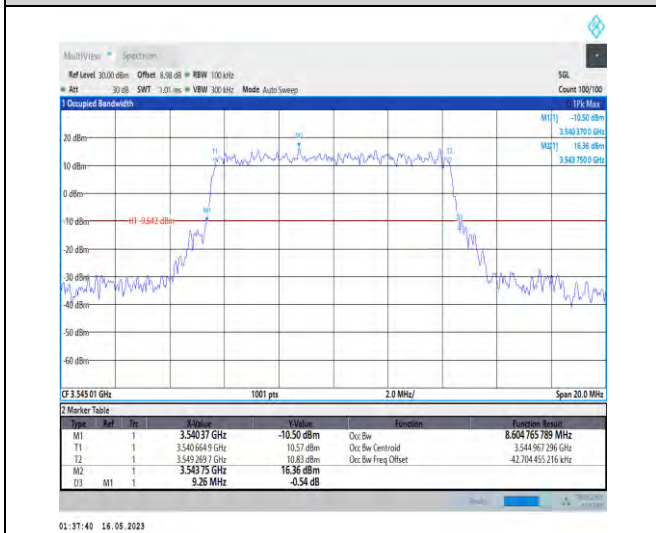 MultiView Spectrum
Ref Level 30.00 dBm Offset 8.98 dB RBW 100 kHz SGL
Att 30 dB SWT 1.01 ms VBW 300 kHz Mode Auto Sweep Count 100/100
1 Occupied Bandwidth 1Pk Max
M1[1] -10.50 dBm
3.540 3700 GHz
M2[1] 16.36 dBm
3.543 7500 GHz
20 dBm
M2
T1
T2
10 dBm
0 dBm
M1
-10 dBm H1 -9.642 dBm
-20 dBm
-30 dBm
-40 dBm
-50 dBm
-60 dBm
CF 3.545 01 GHz 1001 pts 2.0 MHz/ Span 20.0 MHz
2 Marker Table
Type Ref Trc X-Value Y-Value Function Function Result
M1 1 3.54037 GHz -10.50 dBm Occ Bw 8.604 765 789 MHz
T1 1 3.540 664 9 GHz 10.57 dBm Occ Bw Centroid 3.544 967 296 GHz
T2 1 3.549 269 7 GHz 10.83 dBm Occ Bw Freq Offset -42.704 455 216 kHz
M2 1 3.54375 GHz 16.36 dBm
D3 M1 1 9.26 MHz -0.54 dB
01:37:40 16.05.2023